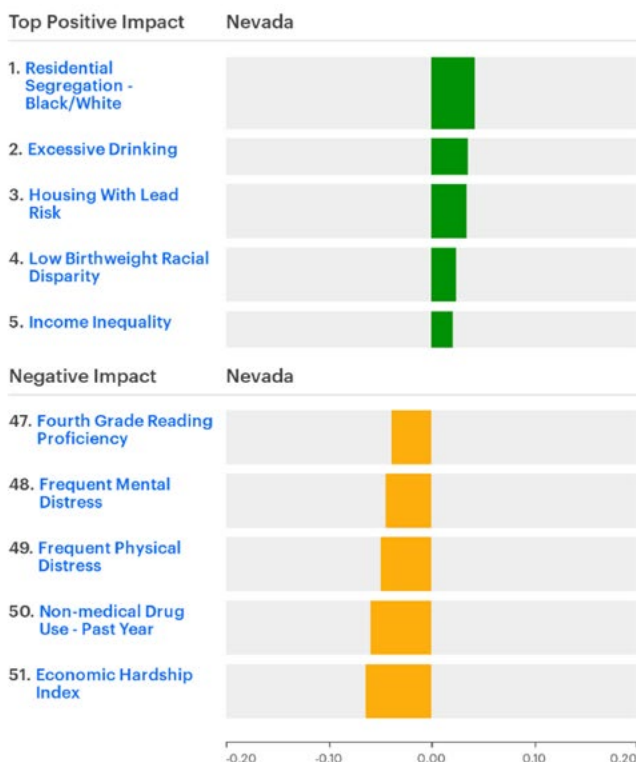 Top Positive Impact Nevada
1. Residential
Segregation -
Black/White
2. Excessive Drinking
3. Housing With Lead
Risk
4. Low Birthweight Racial
Disparity
5. Income Inequality
Negative Impact Nevada
47. Fourth Grade Reading
Proficiency
48. Frequent Mental
Distress
49. Frequent Physical
Distress
50. Non-medical Drug
Use - Past Year
51. Economic Hardship
Index
-0.20 -0.10 0.00 0.10 0.20